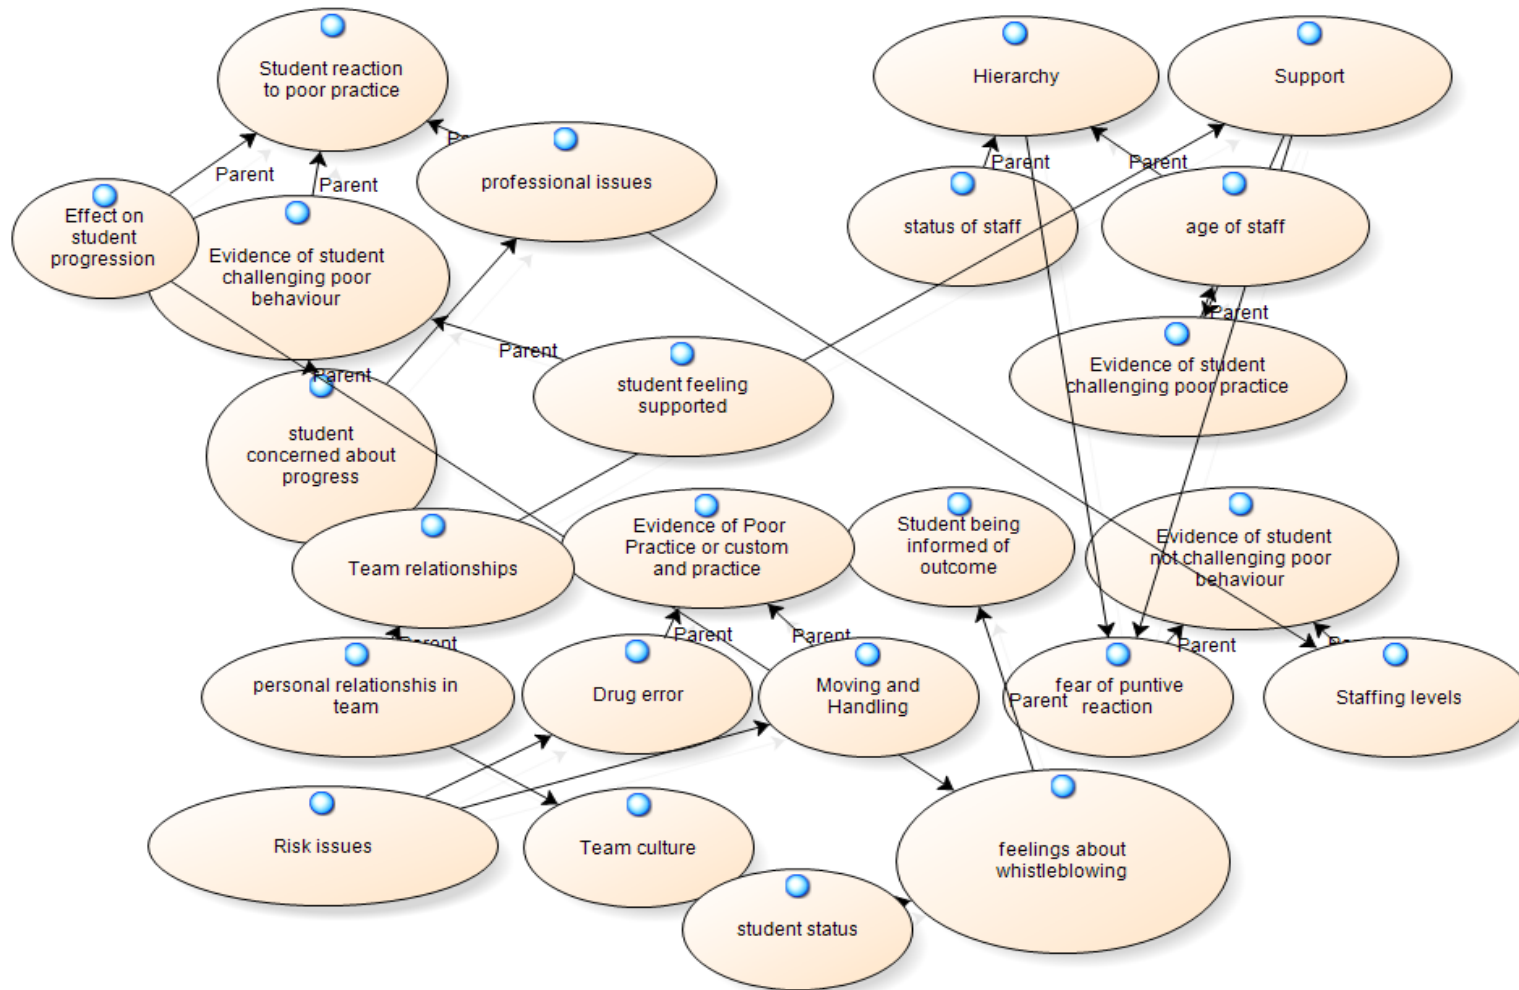 Student reaction
to poor practice
Hierarchy
Support
Pa
Parent
Parent
professional issues
Parent
Parent
Effect on
student
progression
Evidence of student
challenging poor
behaviour
status of staff
age of staff
Parent
Parent
Evidence of student
challenging poor practice
Parent
student feeling
supported
student
concerned about
progress
Team relationships
Evidence of Poor
Practice or custom
and practice
Student being
informed of
outcome
Evidence of student
not challenging poor
behaviour
Parent
Parent
Parent
Parent
Pa
personal relationshis in
team
Drug error
Moving and
Handling
Parent
fear of puntive
reaction
Staffing levels
Risk issues
Team culture
feelings about
whistleblowing
student status